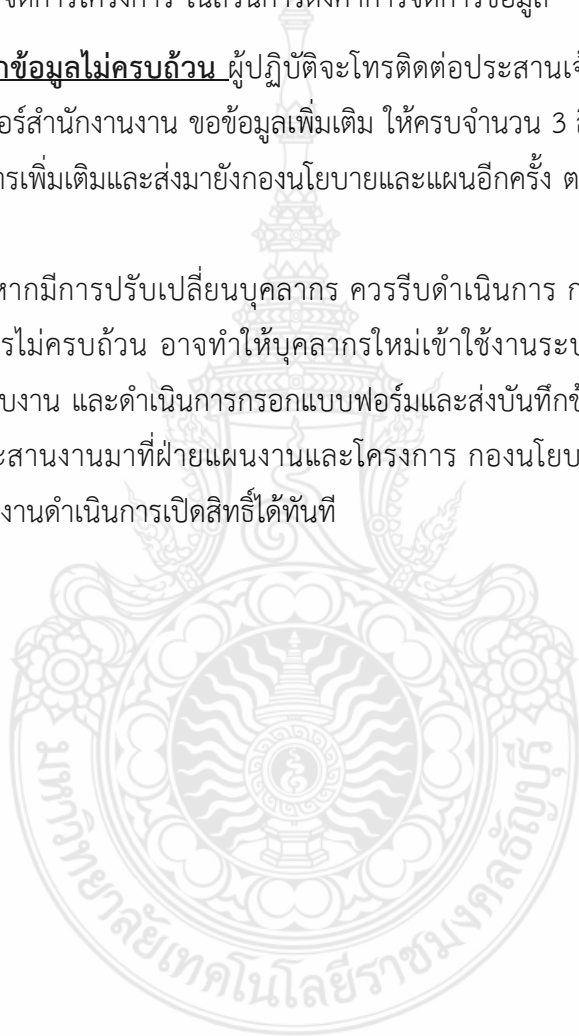 จัดการโครงการ ในส่วนการตั้งค่าการจัดการข้อมูล
กข้อมูลไม่ครบถ้วน ผู้ปฏิบัติจะโทรติดต่อประสานเจ้
อร์สำนักงานงาน ขอข้อมูลเพิ่มเติม ให้ครบจำนวน 3 สิ
ารเพิ่มเติมและส่งมายังกองนโยบายและแผนอีกครั้ง ต
หากมีการปรับเปลี่ยนบุคลากร ควรรีบดำเนินการ ก
รไม่ครบถ้วน อาจทำให้บุคลากรใหม่เข้าใช้งานระบ
บงาน และดำเนินการกรอกแบบฟอร์มและส่งบันทึกข้
ะสานงานมาที่ฝ่ายแผนงานและโครงการ กองนโยบ
งานดำเนินการเปิดสิทธิ์ได้ทันที
มหาวิทยาลัยเทคโนโลยีราชมงคลธัญบุรี